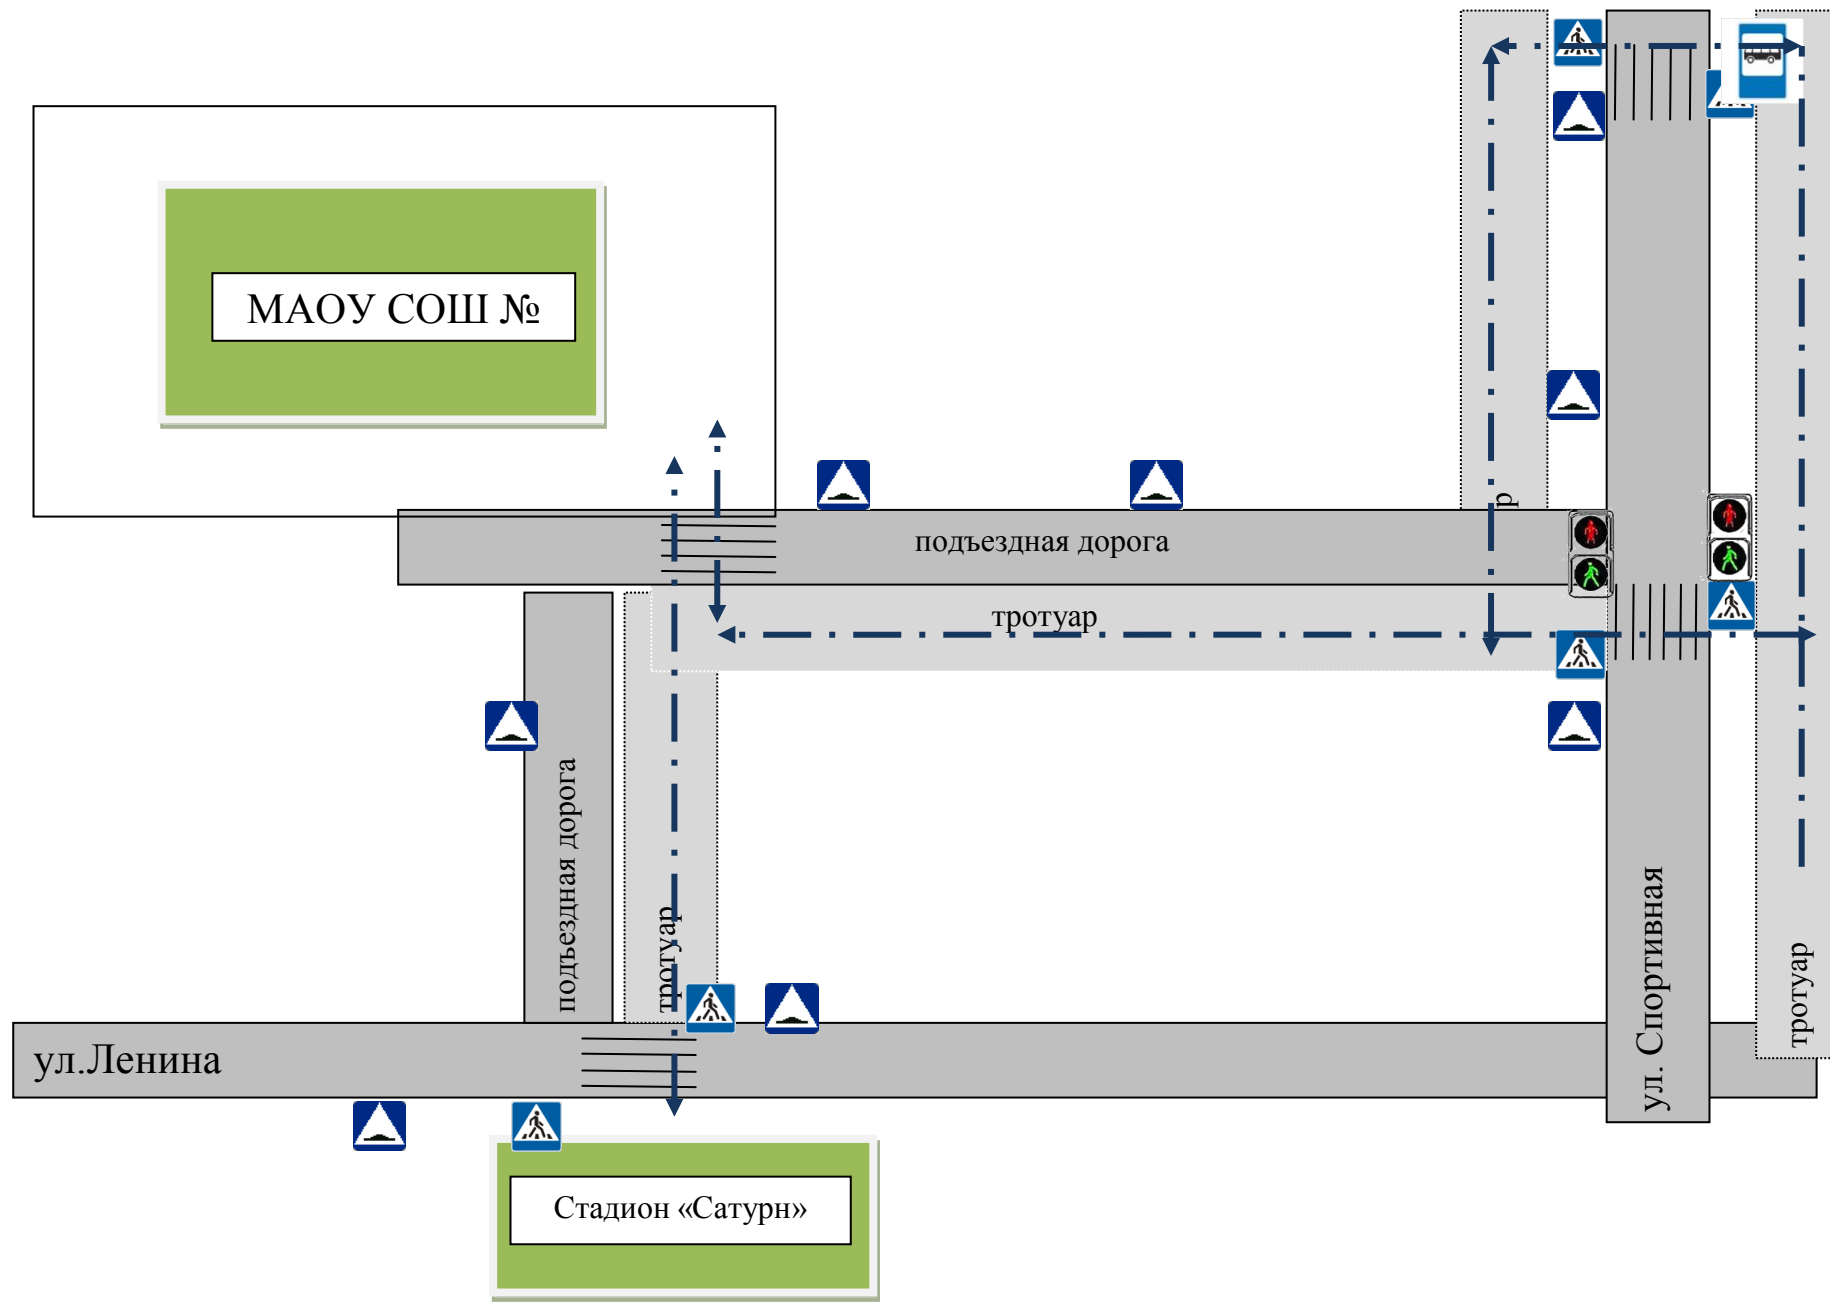 МАОУ СОШ №
р
подъездная дорога
тротуар
подъездная дорога
тротуар
ул. Спортивная
тротуар
ул.Ленина
Стадион «Сатурн»